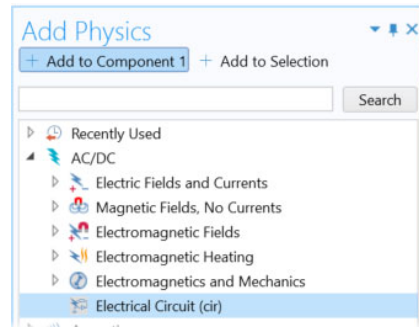 Add Physics
+ Add to Component 1 + Add to Selection
Search
Recently Used
AC/DC
Electric Fields and Currents
Magnetic Fields, No Currents
Electromagnetic Fields
Electromagnetic Heating
Electromagnetics and Mechanics
Electrical Circuit (cir)